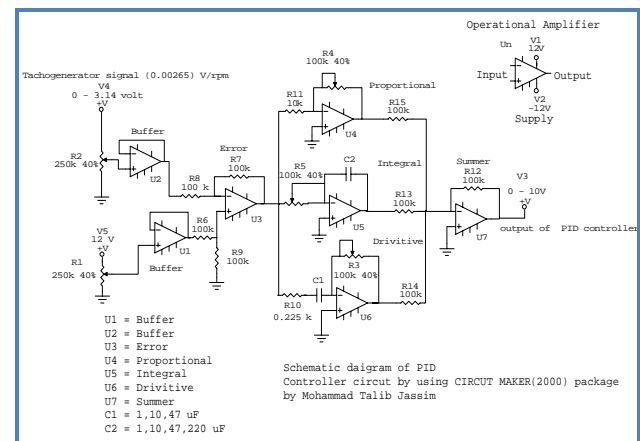 Operational Amplifier
Un
V1
12V
Input
Output
V2
-12V
Supply
Tachogenerator signal (0.00265) V/rpm
V4
0 - 3.14 volt
+V
R2
250k 40%
Buffer
U2
R8
100 k
Error
R7
100k
U3
V5
12 V
+V
R1
250k 40%
Buffer
U1
R6
100k
R9
100k
R4
100k 40%
Proportional
R11
10k
U4
R15
100k
R5
100k 40%
C2
Integral
U5
R13
100k
Drivitive
R3
100k 40%
C1
R10
0.225 k
U6
R14
100k
Summer
R12
100k
U7
V3
0 - 10V
+V
output of PID controller
U1 = Buffer
U2 = Buffer
U3 = Error
U4 = Proportional
U5 = Integral
U6 = Drivitive
U7 = Summer
C1 = 1,10,47 uF
C2 = 1,10,47,220 uF
Schematic daigram of PID
Controller circut by using CIRCUT MAKER(2000) package
by Mohammad Talib Jassim